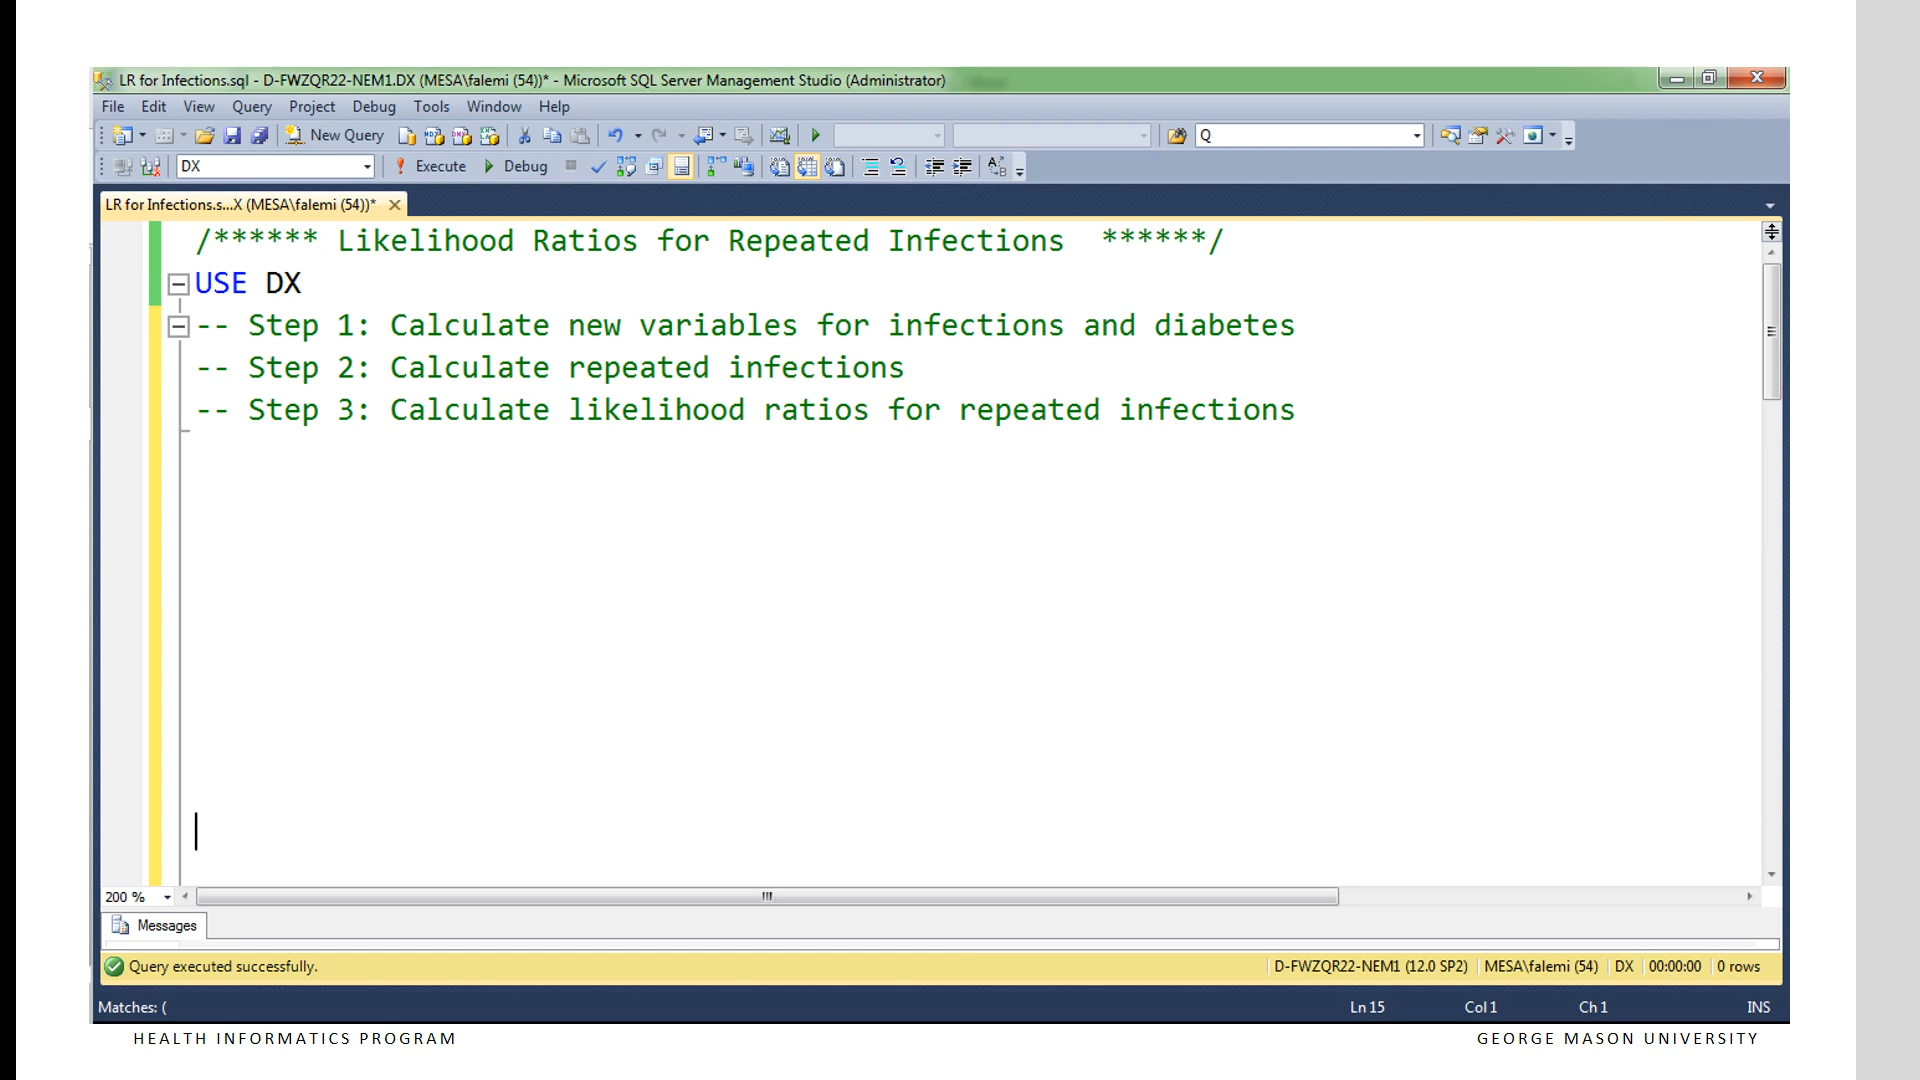 LR for Infections.sql - D-FWZQR22-NEM1.DX (MESA\falemi (54))* - Microsoft SQL Server Management Studio (Administrator)
File Edit View Query Project Debug Tools Window Help
New Query Q
DX Execute Debug
LR for Infections.s...X (MESA\falemi (54))*
/****** Likelihood Ratios for Repeated Infections ******/
USE DX
-- Step 1: Calculate new variables for infections and diabetes
-- Step 2: Calculate repeated infections
-- Step 3: Calculate likelihood ratios for repeated infections
200 %
Messages
Query executed successfully. D-FWZQR22-NEM1 (12.0 SP2) MESA\falemi (54) DX 00:00:00 0 rows
Matches: ( Ln 15 Col 1 Ch 1 INS
HEALTH INFORMATICS PROGRAM GEORGE MASON UNIVERSITY